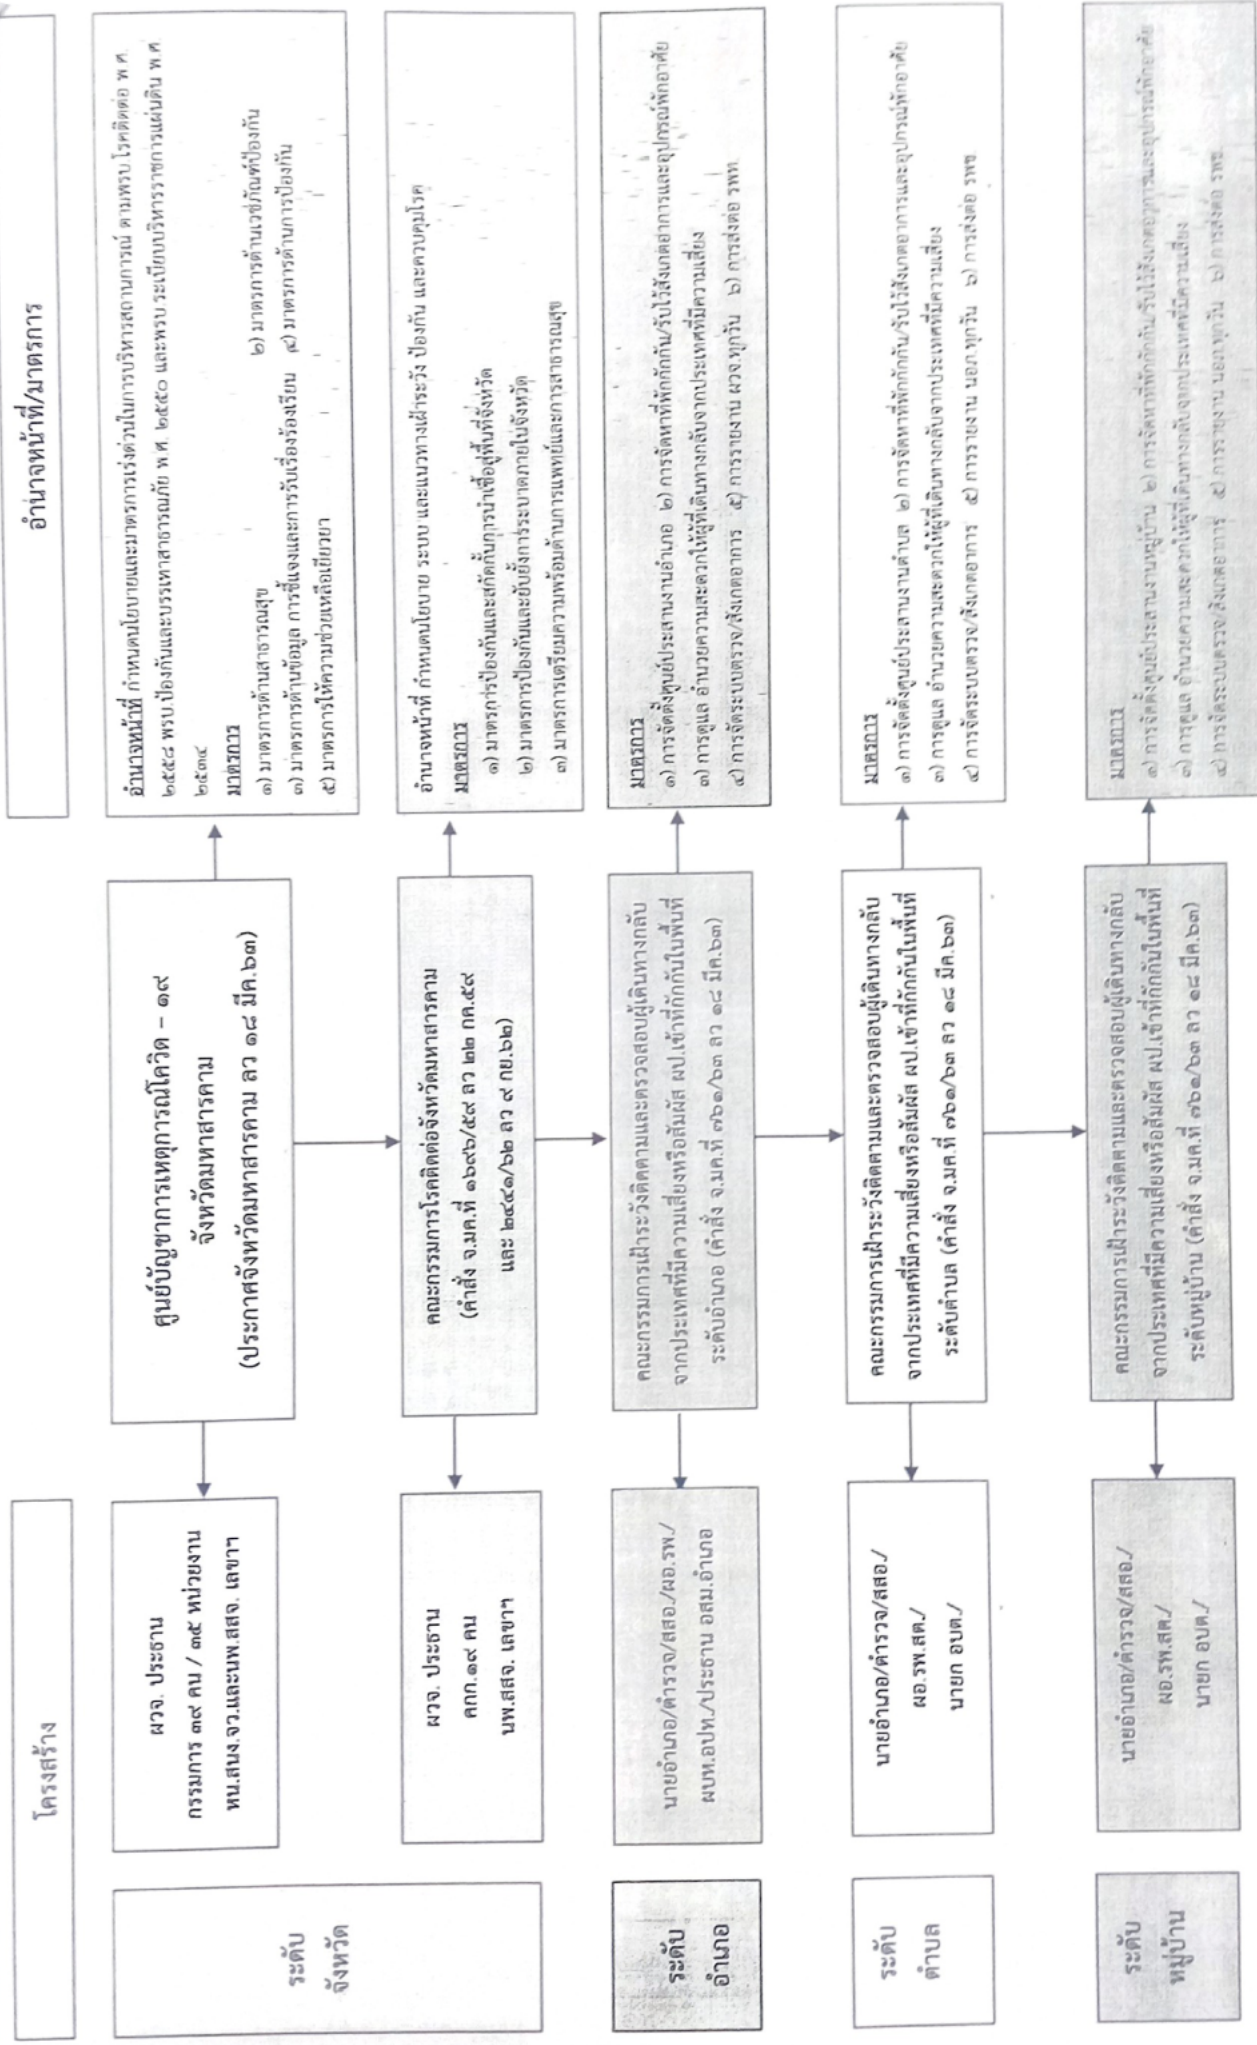 โครงสร้าง
อำนาจหน้าที่/มาตรการ
ระดับ
จังหวัด
ผวจ. ประธาน
กรรมการ ๓๙ คน / ๓๕ หน่วยงาน
หน.สนง.จว.และนพ.สสจ. เลขาฯ
ศูนย์บัญชาการเหตุการณ์โควิด – ๑๙
จังหวัดมหาสารคาม
(ประกาศจังหวัดมหาสารคาม ลว ๑๘ มีค.๖๓)
อำนาจหน้าที่ กำหนดนโยบายและมาตรการเร่งด่วนในการบริหารสถานการณ์ ตามพรบ.โรคติดต่อ พ.ศ.
๒๕๕๘ พรบ.ป้องกันและบรรเทาสาธารณภัย พ.ศ. ๒๕๕๐ และพรบ.ระเบียบบริหารราชการแผ่นดิน พ.ศ.
๒๕๓๔
มาตรการ
๑) มาตรการด้านสาธารณสุข ๒) มาตรการด้านเวชภัณฑ์ป้องกัน
๓) มาตรการด้านข้อมูล การชี้แจงและการรับเรื่องร้องเรียน ๔) มาตรการด้านการป้องกัน
๕) มาตรการให้ความช่วยเหลือเยียวยา
ผวจ. ประธาน
คกก.๑๙ คน
นพ.สสจ. เลขาฯ
คณะกรรมการโรคติดต่อจังหวัดมหาสารคาม
(คำสั่ง จ.มค.ที่ ๑๖๙๖/๕๙ ลว ๒๒ กค.๕๙
และ ๒๔๔๑/๖๒ ลว ๙ กย.๖๒)
อำนาจหน้าที่ กำหนดนโยบาย ระบบ และแนวทางเฝ้าระวัง ป้องกัน และควบคุมโรค
มาตรการ
๑) มาตรการป้องกันและสกัดกั้นการนำเชื้อสู่พื้นที่จังหวัด
๒) มาตรการป้องกันและยับยั้งการระบาดภายในจังหวัด
๓) มาตรการเตรียมความพร้อมด้านการแพทย์และการสาธารณสุข
ระดับ
อำเภอ
นายอำเภอ/ตำรวจ/สสอ./ผอ.รพ./
ผบห.อปท./ประธาน อสม.อำเภอ
คณะกรรมการเฝ้าระวังติดตามและตรวจสอบผู้เดินทางกลับ
จากประเทศที่มีความเสี่ยงหรือสัมผัส ผป.เข้าที่กักกันในพื้นที่
ระดับอำเภอ (คำสั่ง จ.มค.ที่ ๗๖๑/๖๓ ลว ๑๘ มีค.๖๓)
มาตรการ
๑) การจัดตั้งศูนย์ประสานงานอำเภอ ๒) การจัดหาที่พักกักกัน/รับไว้สังเกตอาการและอุปกรณ์พักอาศัย
๓) การดูแล อำนวยความสะดวกให้ผู้ที่เดินทางกลับจากประเทศที่มีความเสี่ยง
๔) การจัดระบบตรวจ/สังเกตอาการ ๕) การรายงาน ผวจ.ทุกวัน ๖) การส่งต่อ รพท.
ระดับ
ตำบล
นายอำเภอ/ตำรวจ/สสอ./
ผอ.รพ.สต./
นายก อบต./
คณะกรรมการเฝ้าระวังติดตามและตรวจสอบผู้เดินทางกลับ
จากประเทศที่มีความเสี่ยงหรือสัมผัส ผป.เข้าที่กักกันในพื้นที่
ระดับตำบล (คำสั่ง จ.มค.ที่ ๗๖๑/๖๓ ลว ๑๘ มีค.๖๓)
มาตรการ
๑) การจัดตั้งศูนย์ประสานงานตำบล ๒) การจัดหาที่พักกักกัน/รับไว้สังเกตอาการและอุปกรณ์พักอาศัย
๓) การดูแล อำนวยความสะดวกให้ผู้ที่เดินทางกลับจากประเทศที่มีความเสี่ยง
๔) การจัดระบบตรวจ/สังเกตอาการ ๕) การรายงาน นอภ.ทุกวัน ๖) การส่งต่อ รพช.
ระดับ
หมู่บ้าน
นายอำเภอ/ตำรวจ/สสอ./
ผอ.รพ.สต./
นายก อบต./
คณะกรรมการเฝ้าระวังติดตามและตรวจสอบผู้เดินทางกลับ
จากประเทศที่มีความเสี่ยงหรือสัมผัส ผป.เข้าที่กักกันในพื้นที่
ระดับหมู่บ้าน (คำสั่ง จ.มค.ที่ ๗๖๑/๖๓ ลว ๑๘ มีค.๖๓)
มาตรการ
๑) การจัดตั้งศูนย์ประสานงานหมู่บ้าน ๒) การจัดหาที่พักกักกัน/รับไว้สังเกตอาการและอุปกรณ์พักอาศัย
๓) การดูแล อำนวยความสะดวกให้ผู้ที่เดินทางกลับจากประเทศที่มีความเสี่ยง
๔) การจัดระบบตรวจ/สังเกตอาการ ๕) การรายงาน นอภ.ทุกวัน ๖) การส่งต่อ รพช.